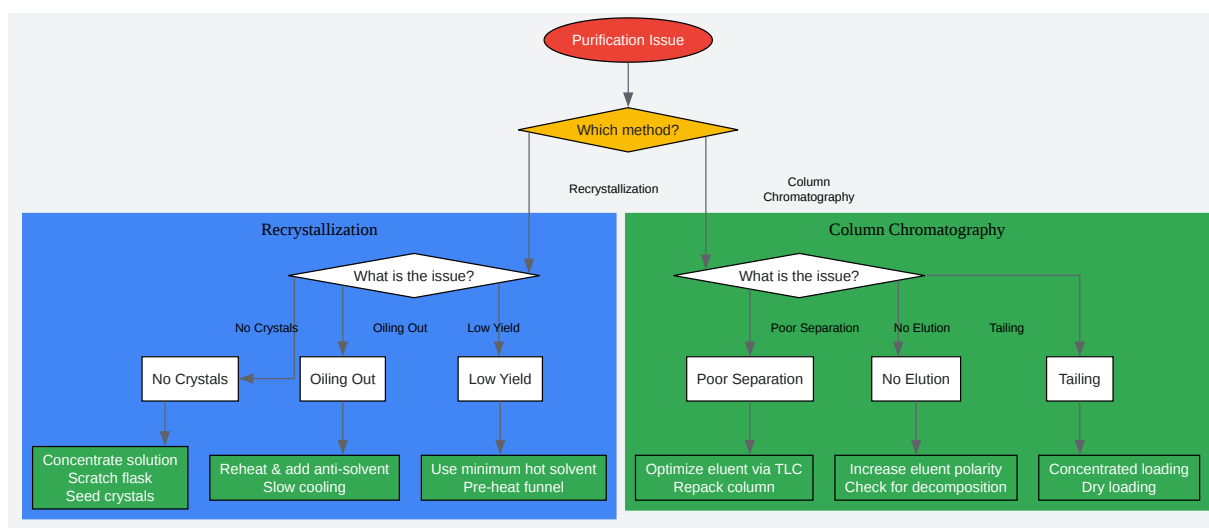 Purification Issue
Which method?
Recrystallization
Column
Chromatography
Recrystallization
Column Chromatography
What is the issue?
What is the issue?
No Crystals
Oiling Out
Low Yield
Poor Separation
No Elution
Tailing
No Crystals
Oiling Out
Low Yield
Poor Separation
No Elution
Tailing
Concentrate solution
Scratch flask
Seed crystals
Reheat & add anti-solvent
Slow cooling
Use minimum hot solvent
Pre-heat funnel
Optimize eluent via TLC
Repack column
Increase eluent polarity
Check for decomposition
Concentrated loading
Dry loading